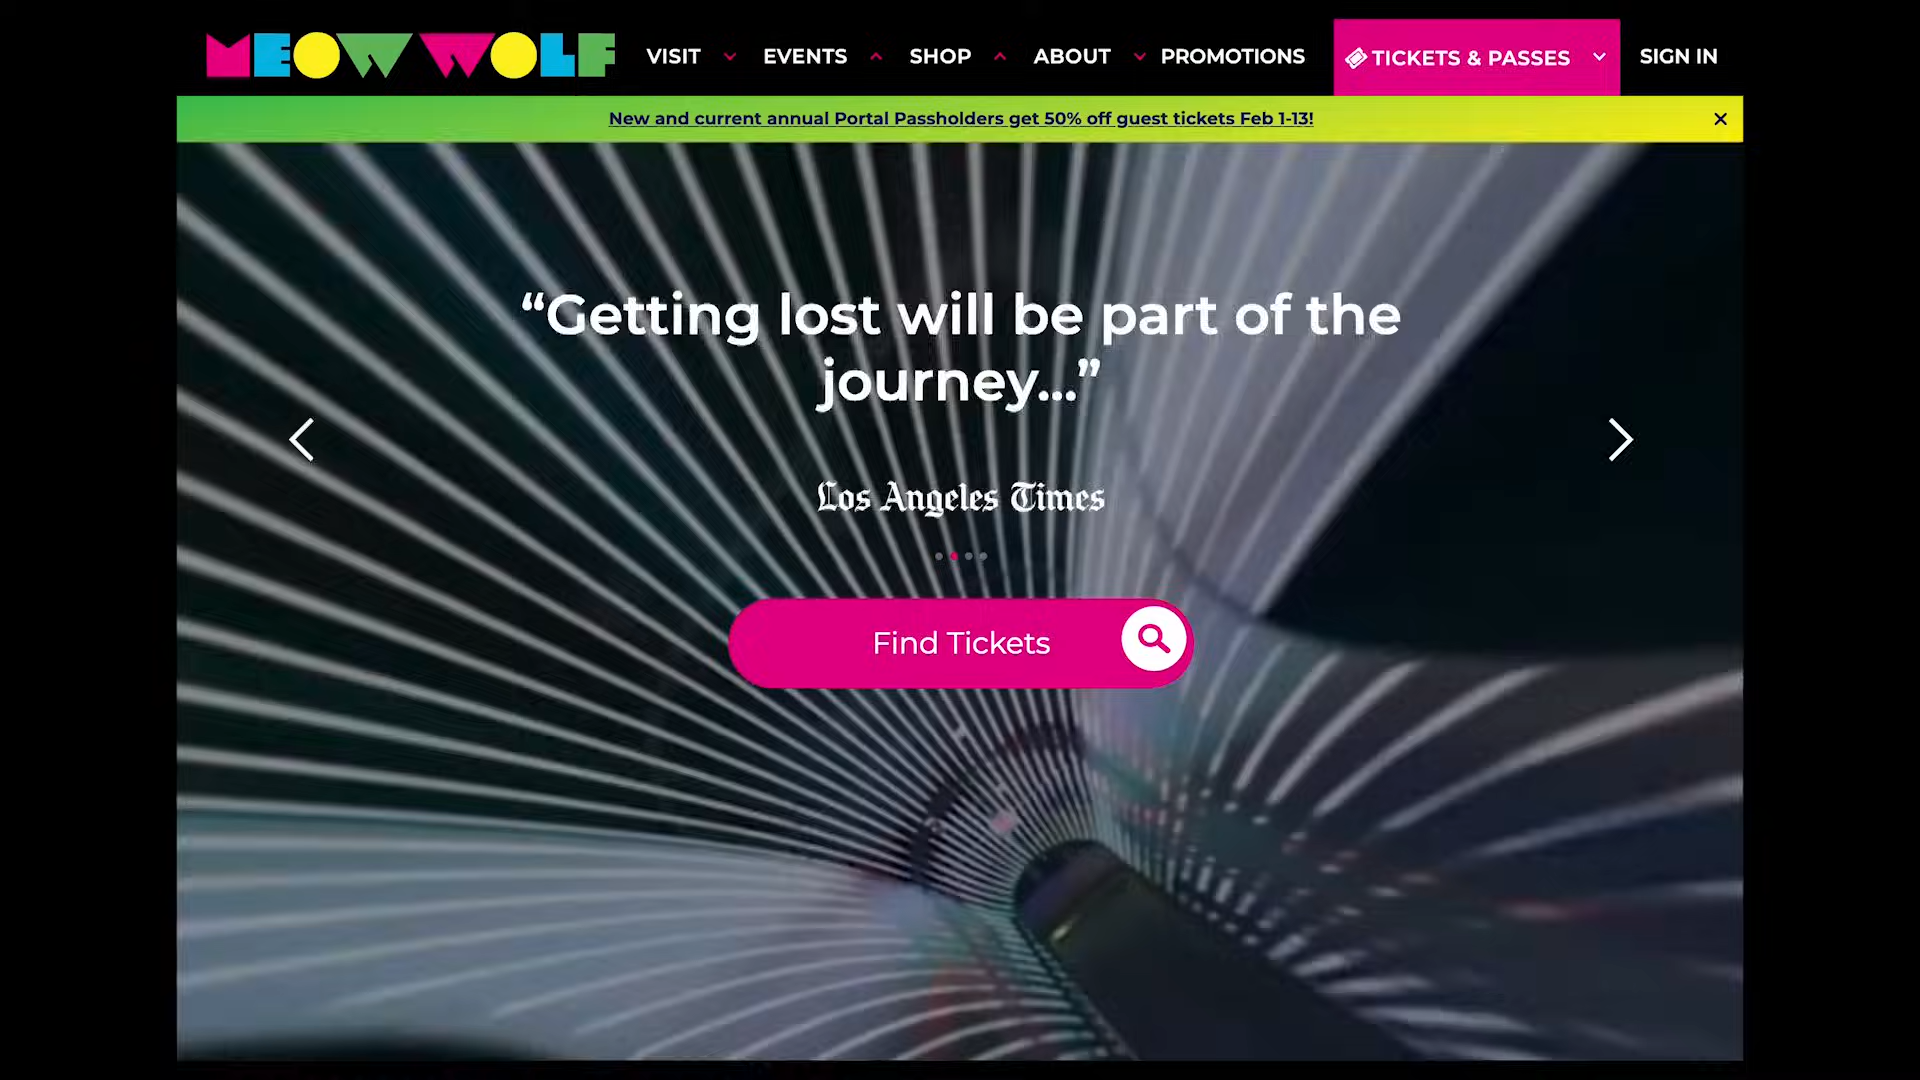 MEOW WOLF
VISIT EVENTS SHOP ABOUT PROMOTIONS TICKETS & PASSES SIGN IN
New and current annual Portal Passholders get 50% off guest tickets Feb 1-13!
“Getting lost will be part of the
journey...”
Los Angeles Times
Find Tickets